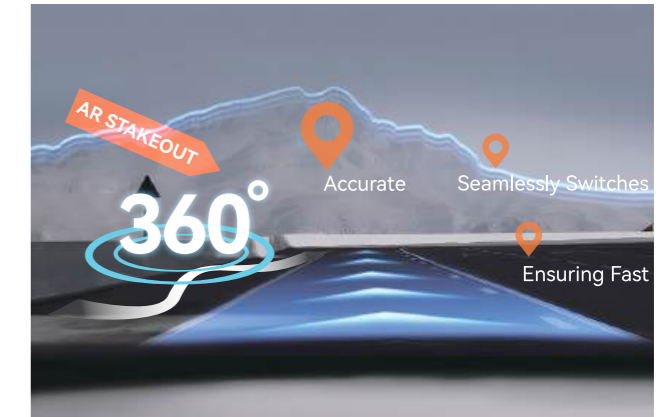 AR STAKEOUT
360°
Accurate
Seamlessly Switches
Ensuring Fast